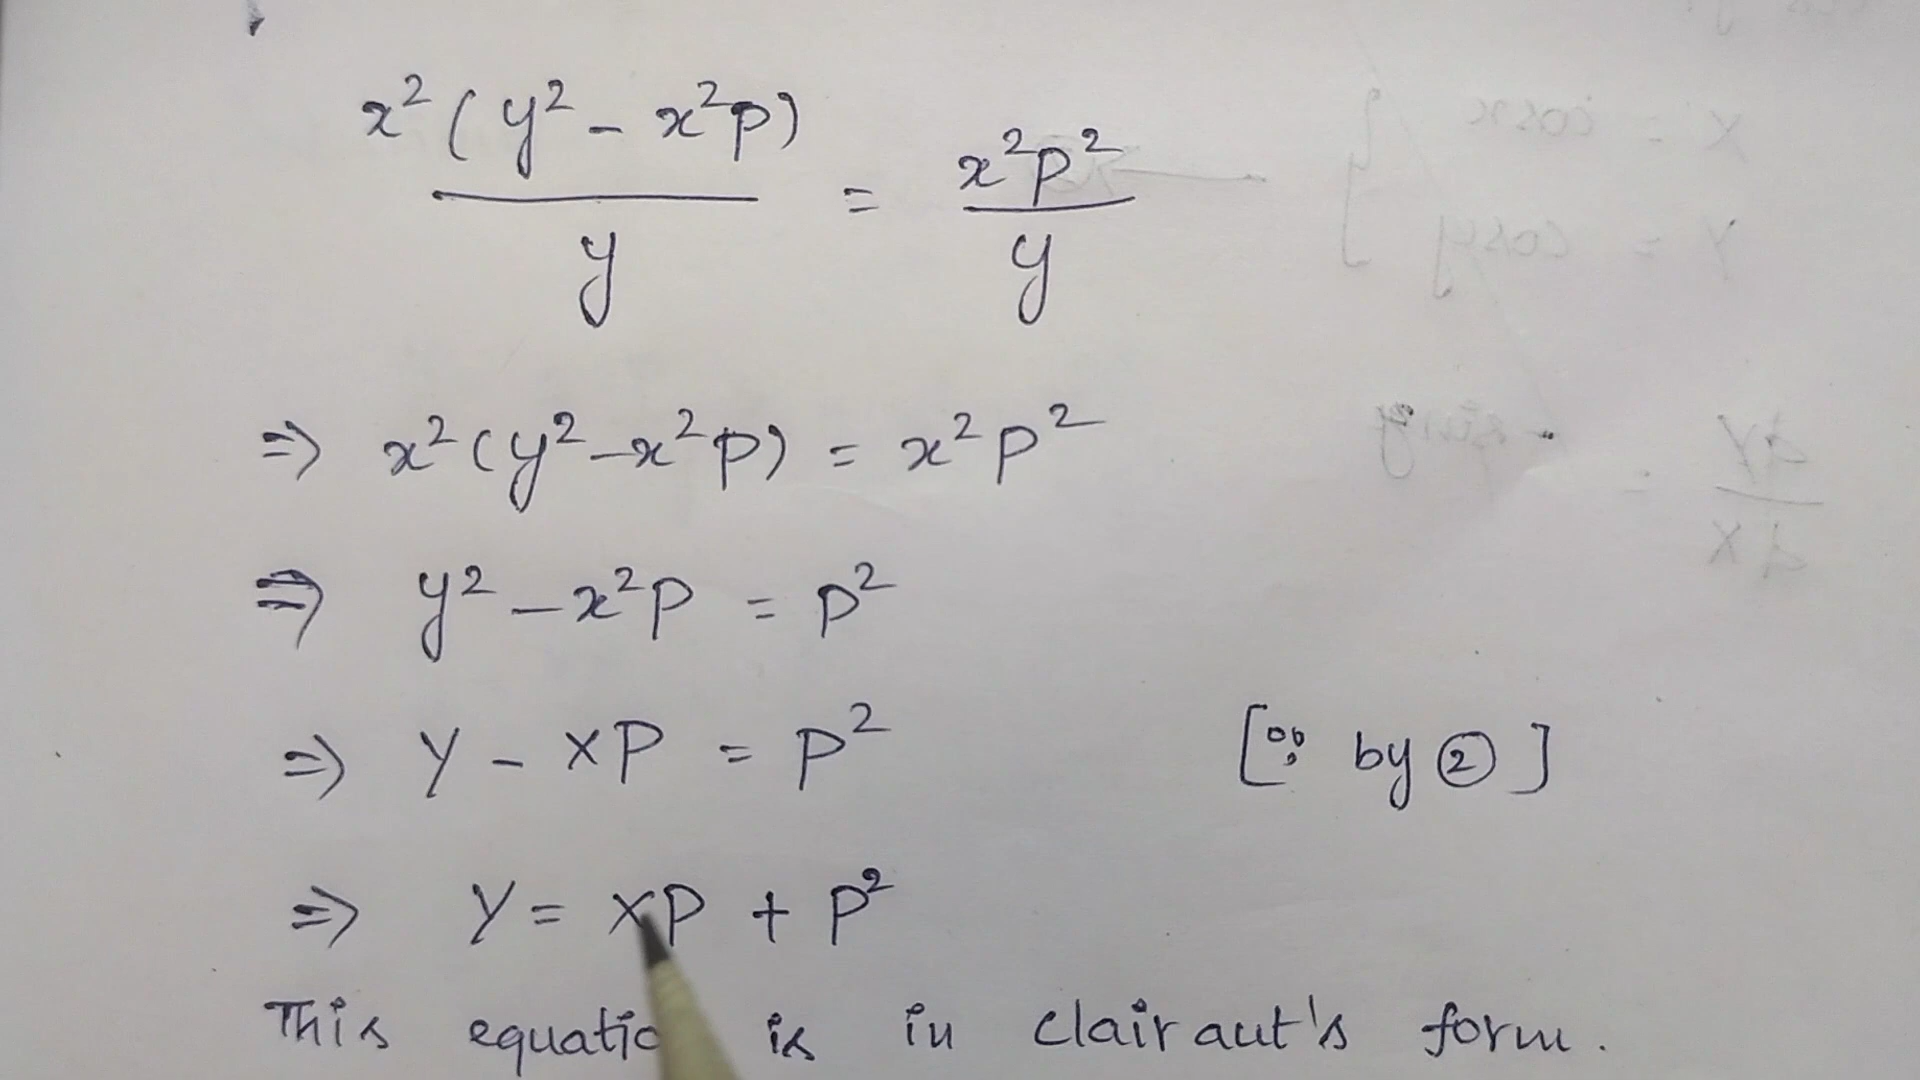 x²(y² - x²p) / y = x²p² / y
⇒ x²(y² - x²p) = x²p²
⇒ y² - x²p = p²
⇒ Y - XP = P² [∵ by ②]
⇒ Y = XP + P²
This equatio is in clairaut's form.